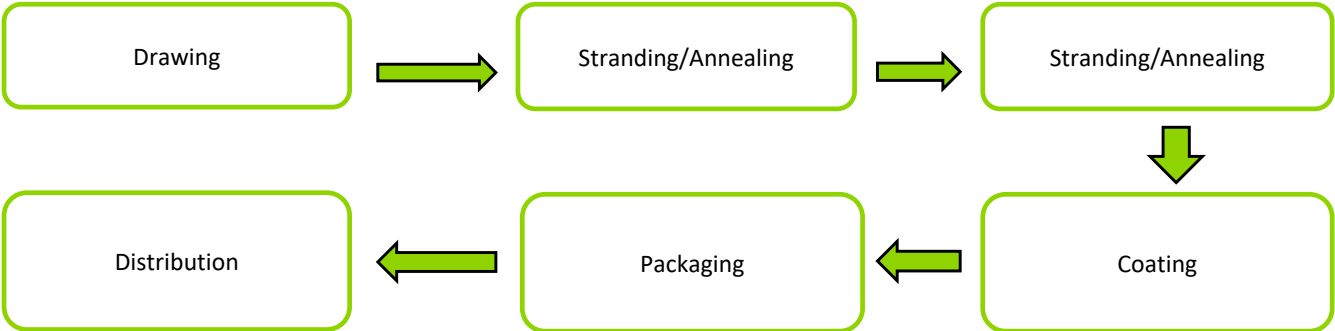 Drawing
Stranding/Annealing
Stranding/Annealing
Coating
Packaging
Distribution